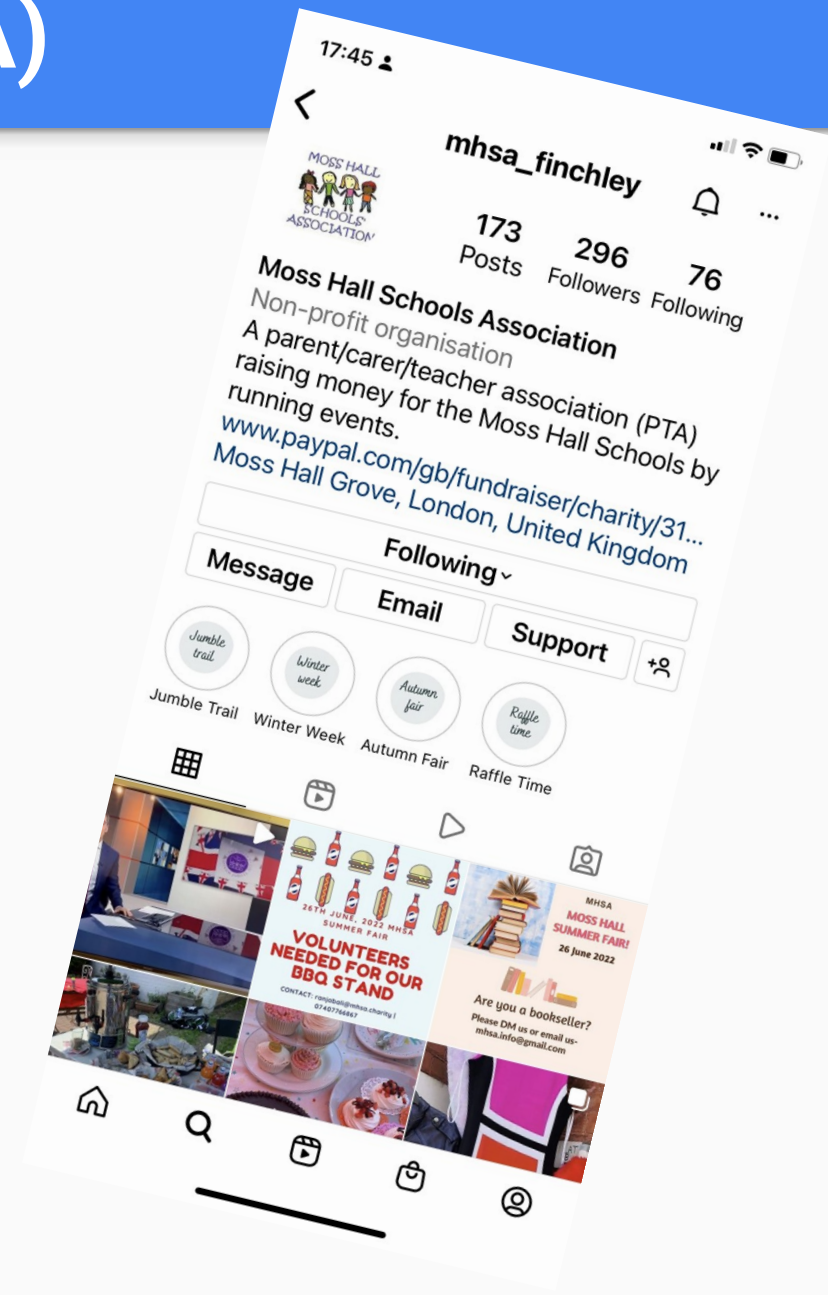 A)
17:45
mhsa_finchley
MOSS HALL
SCHOOLS'
ASSOCIATION
173
Posts
296
Followers
76
Following
Moss Hall Schools Association
Non-profit organisation
A parent/carer/teacher association (PTA)
raising money for the Moss Hall Schools by
running events.
www.paypal.com/gb/fundraiser/charity/31...
Moss Hall Grove, London, United Kingdom
Following
Message
Email
Support
Jumble
trail
Winter
week
Autumn
fair
Raffle
time
Jumble Trail
Winter Week
Autumn Fair
Raffle Time
26TH JUNE, 2022 MHSA
SUMMER FAIR
VOLUNTEERS
NEEDED FOR OUR
BBQ STAND
CONTACT: ranjabali@mhsa.charity |
07407766867
MHSA
MOSS HALL
SUMMER FAIR!
26 June 2022
Are you a bookseller?
Please DM us or email us-
mhsa.info@gmail.com